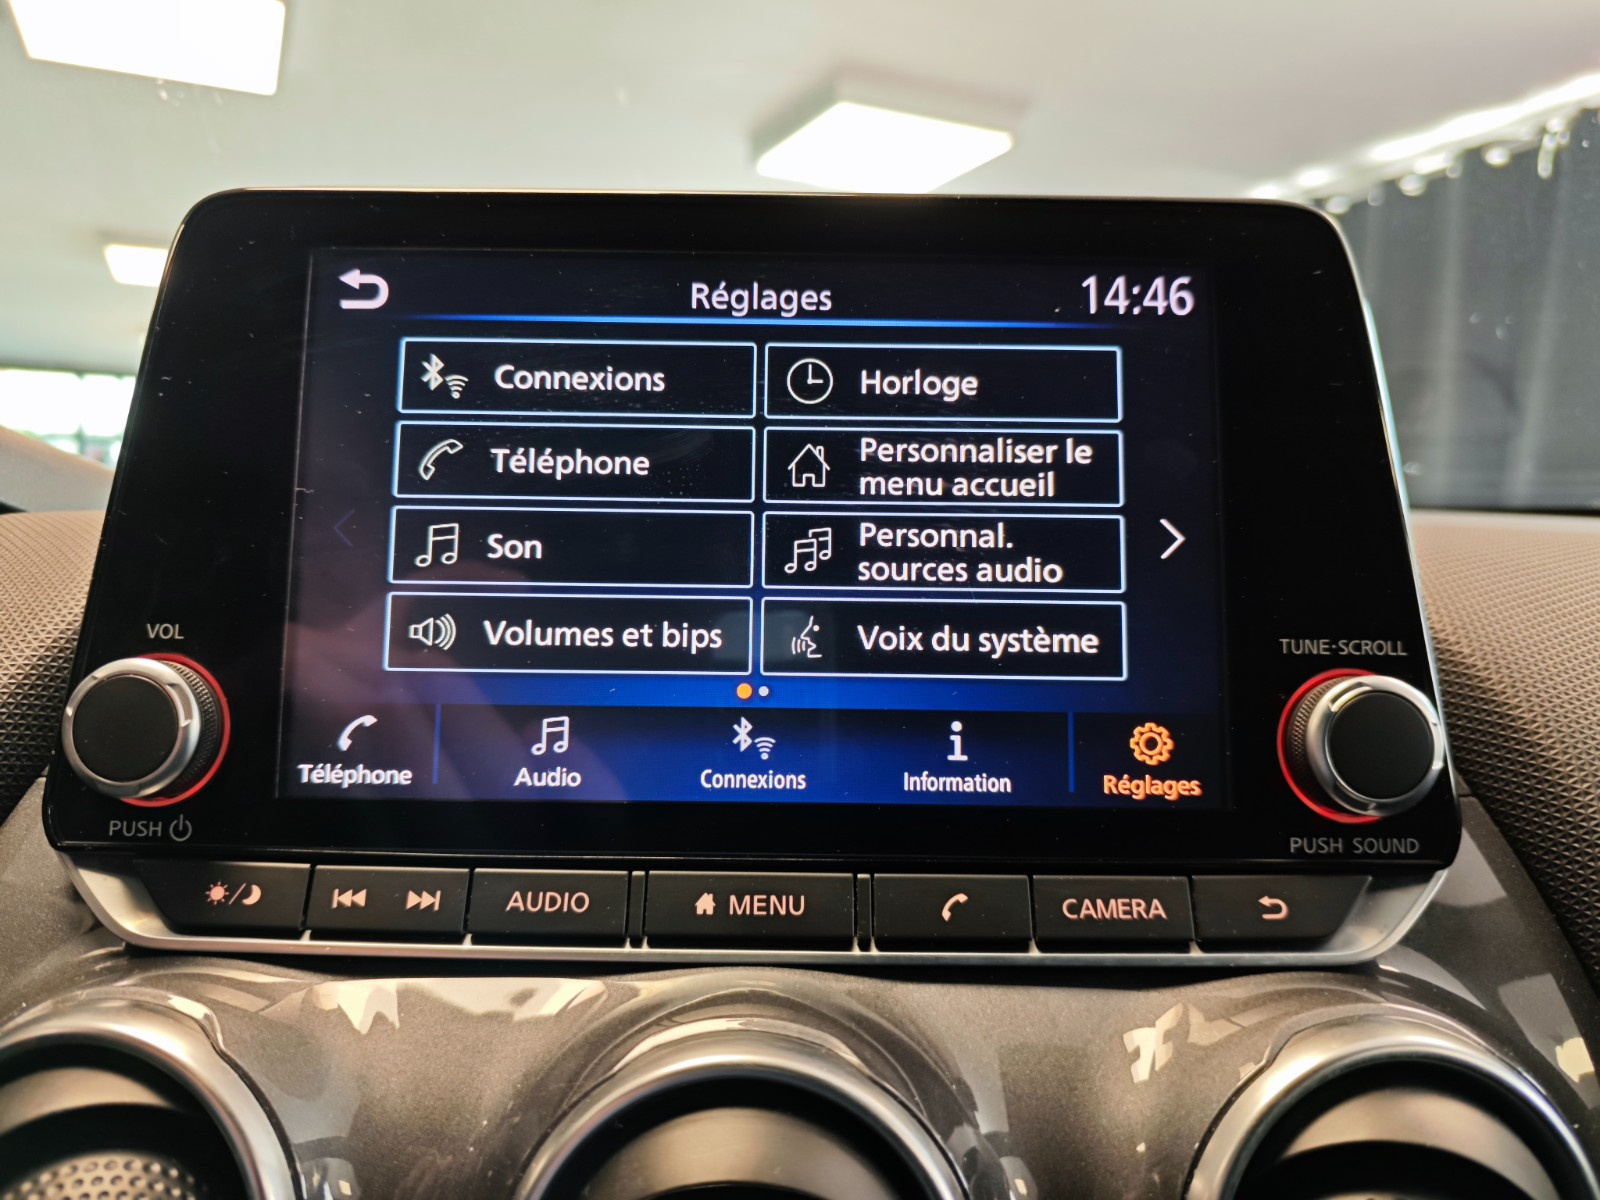 Réglages
14:46
Connexions
Horloge
Téléphone
Personnaliser le
menu accueil
Son
Personnal.
sources audio
Volumes et bips
Voix du système
Téléphone
Audio
Connexions
Information
Réglages
VOL
PUSH
TUNE·SCROLL
PUSH SOUND
AUDIO
MENU
CAMERA